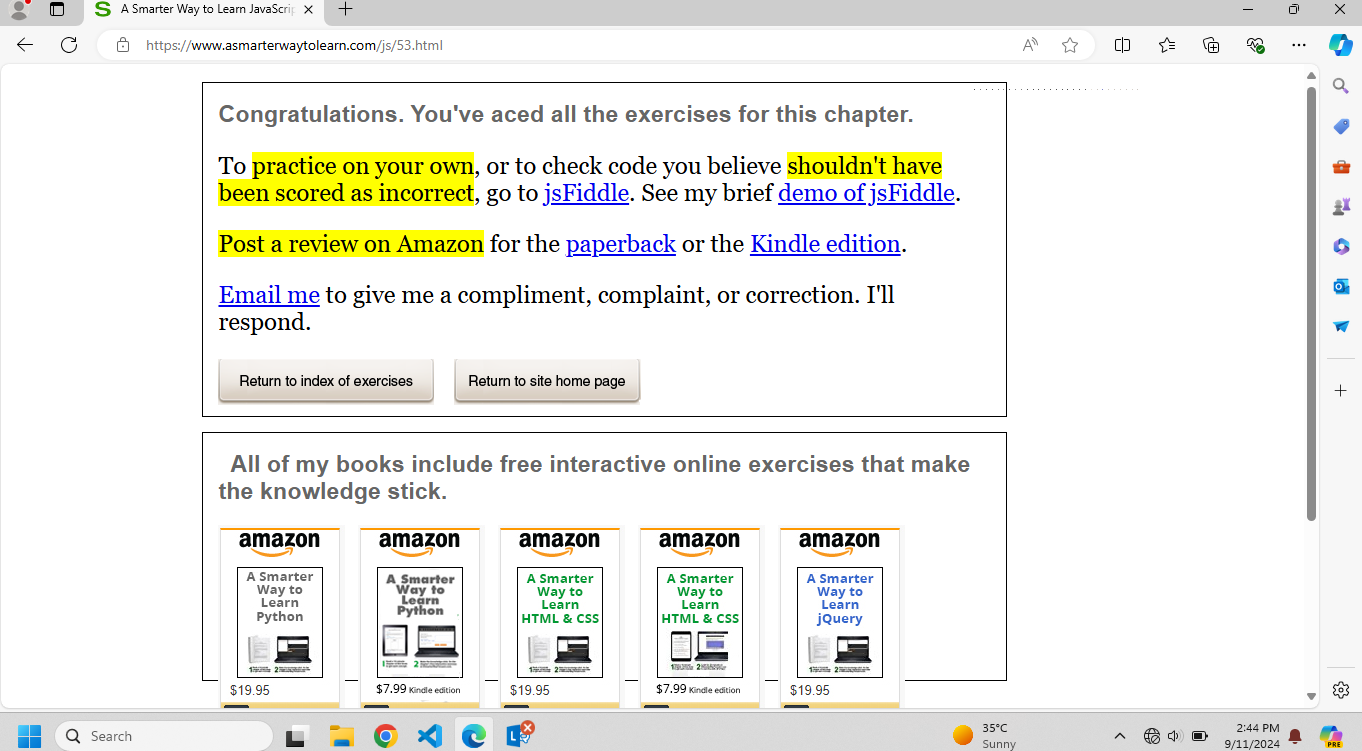 A Smarter Way to Learn JavaScrip
https://www.asmarterwaytolearn.com/js/53.html
Congratulations. You've aced all the exercises for this chapter.
To practice on your own, or to check code you believe shouldn't have
been scored as incorrect, go to jsFiddle. See my brief demo of jsFiddle.
Post a review on Amazon for the paperback or the Kindle edition.
Email me to give me a compliment, complaint, or correction. I'll
respond.
Return to index of exercises Return to site home page
All of my books include free interactive online exercises that make
the knowledge stick.
amazon amazon amazon amazon amazon
A Smarter A Smarter A Smarter A Smarter A Smarter
Way to Way to Way to Way to Way to
Learn Learn Learn Learn Learn
Python Python HTML & CSS HTML & CSS jQuery
$19.95 $7.99 Kindle edition $19.95 $7.99 Kindle edition $19.95
Search
35°C
Sunny
2:44 PM
9/11/2024
PRE